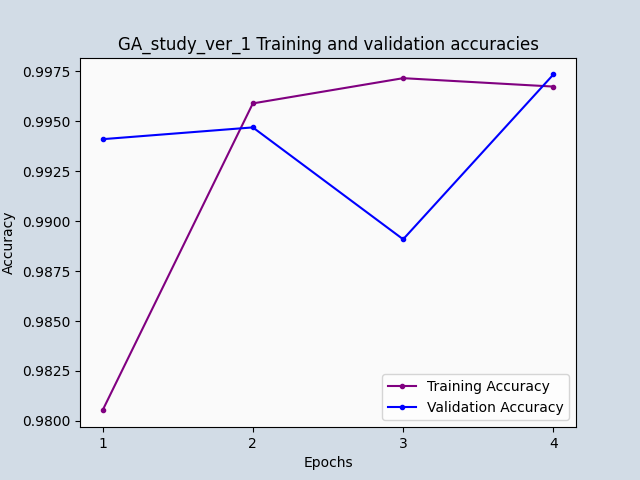 GA_study_ver_1 Training and validation accuracies
0.9975
0.9950
0.9925
0.9900
0.9875
0.9850
0.9825
0.9800
Accuracy
Training Accuracy
Validation Accuracy
1 2 3 4
Epochs